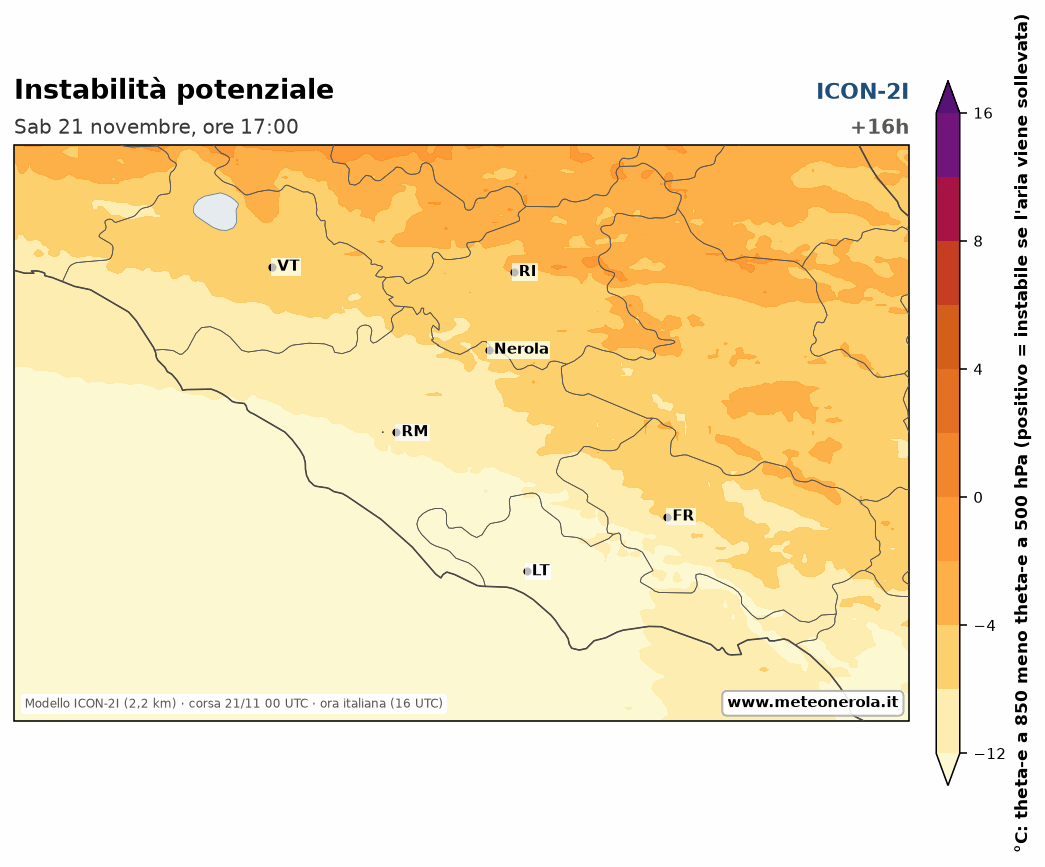 Instabilità potenziale
ICON-2I
Sab 21 novembre, ore 17:00
+16h
VT
RI
Nerola
RM
FR
LT
Modello ICON-2I (2,2 km) · corsa 21/11 00 UTC · ora italiana (16 UTC)
www.meteonerola.it
16
8
4
0
−4
−12
°C: theta-e a 850 meno theta-e a 500 hPa (positivo = instabile se l'aria viene sollevata)